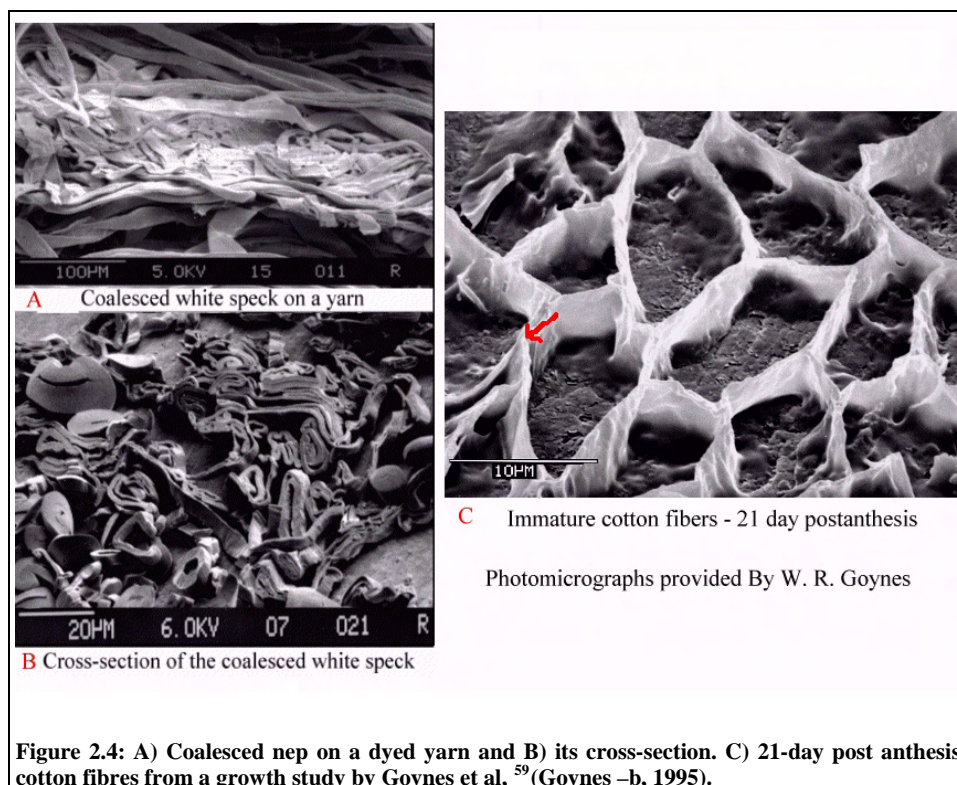 100µM 5.0KV 15 011 R
A Coalesced white speck on a yarn
20µM 6.0KV 07 021 R
B Cross-section of the coalesced white speck
10µM
C Immature cotton fibers - 21 day postanthesis
Photomicrographs provided By W. R. Goynes
Figure 2.4: A) Coalesced nep on a dyed yarn and B) its cross-section. C) 21-day post anthesis
cotton fibres from a growth study by Goynes et al, 59(Goynes –b, 1995).